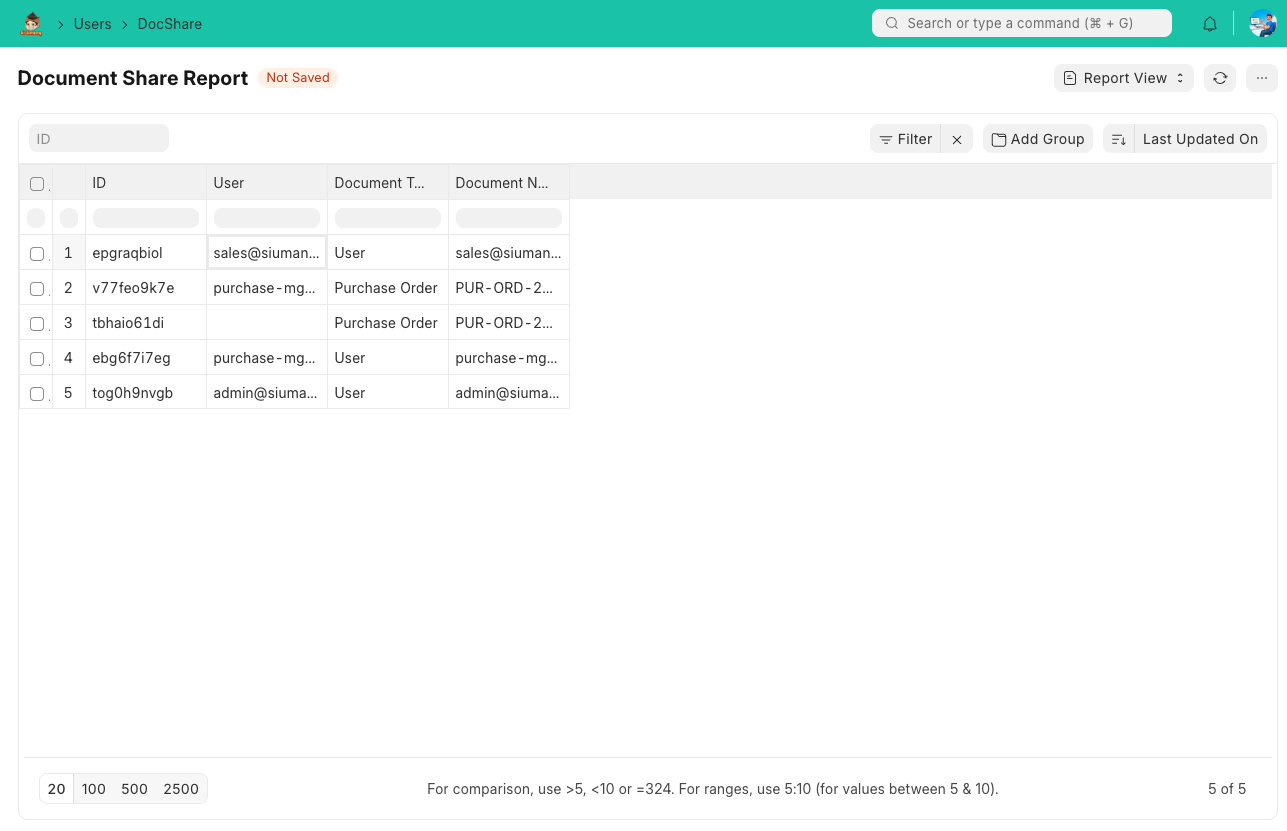 Users DocShare Search or type a command (⌘ + G)
Document Share Report Not Saved Report View
ID Filter Add Group Last Updated On
ID User Document T... Document N...
1 epgraqbiol sales@siuman... User sales@siuman...
2 v77feo9k7e purchase-mg... Purchase Order PUR-ORD-2...
3 tbhaio61di Purchase Order PUR-ORD-2...
4 ebg6f7i7eg purchase-mg... User purchase-mg...
5 tog0h9nvgb admin@siuma... User admin@siuma...
20 100 500 2500 For comparison, use >5, <10 or =324. For ranges, use 5:10 (for values between 5 & 10). 5 of 5